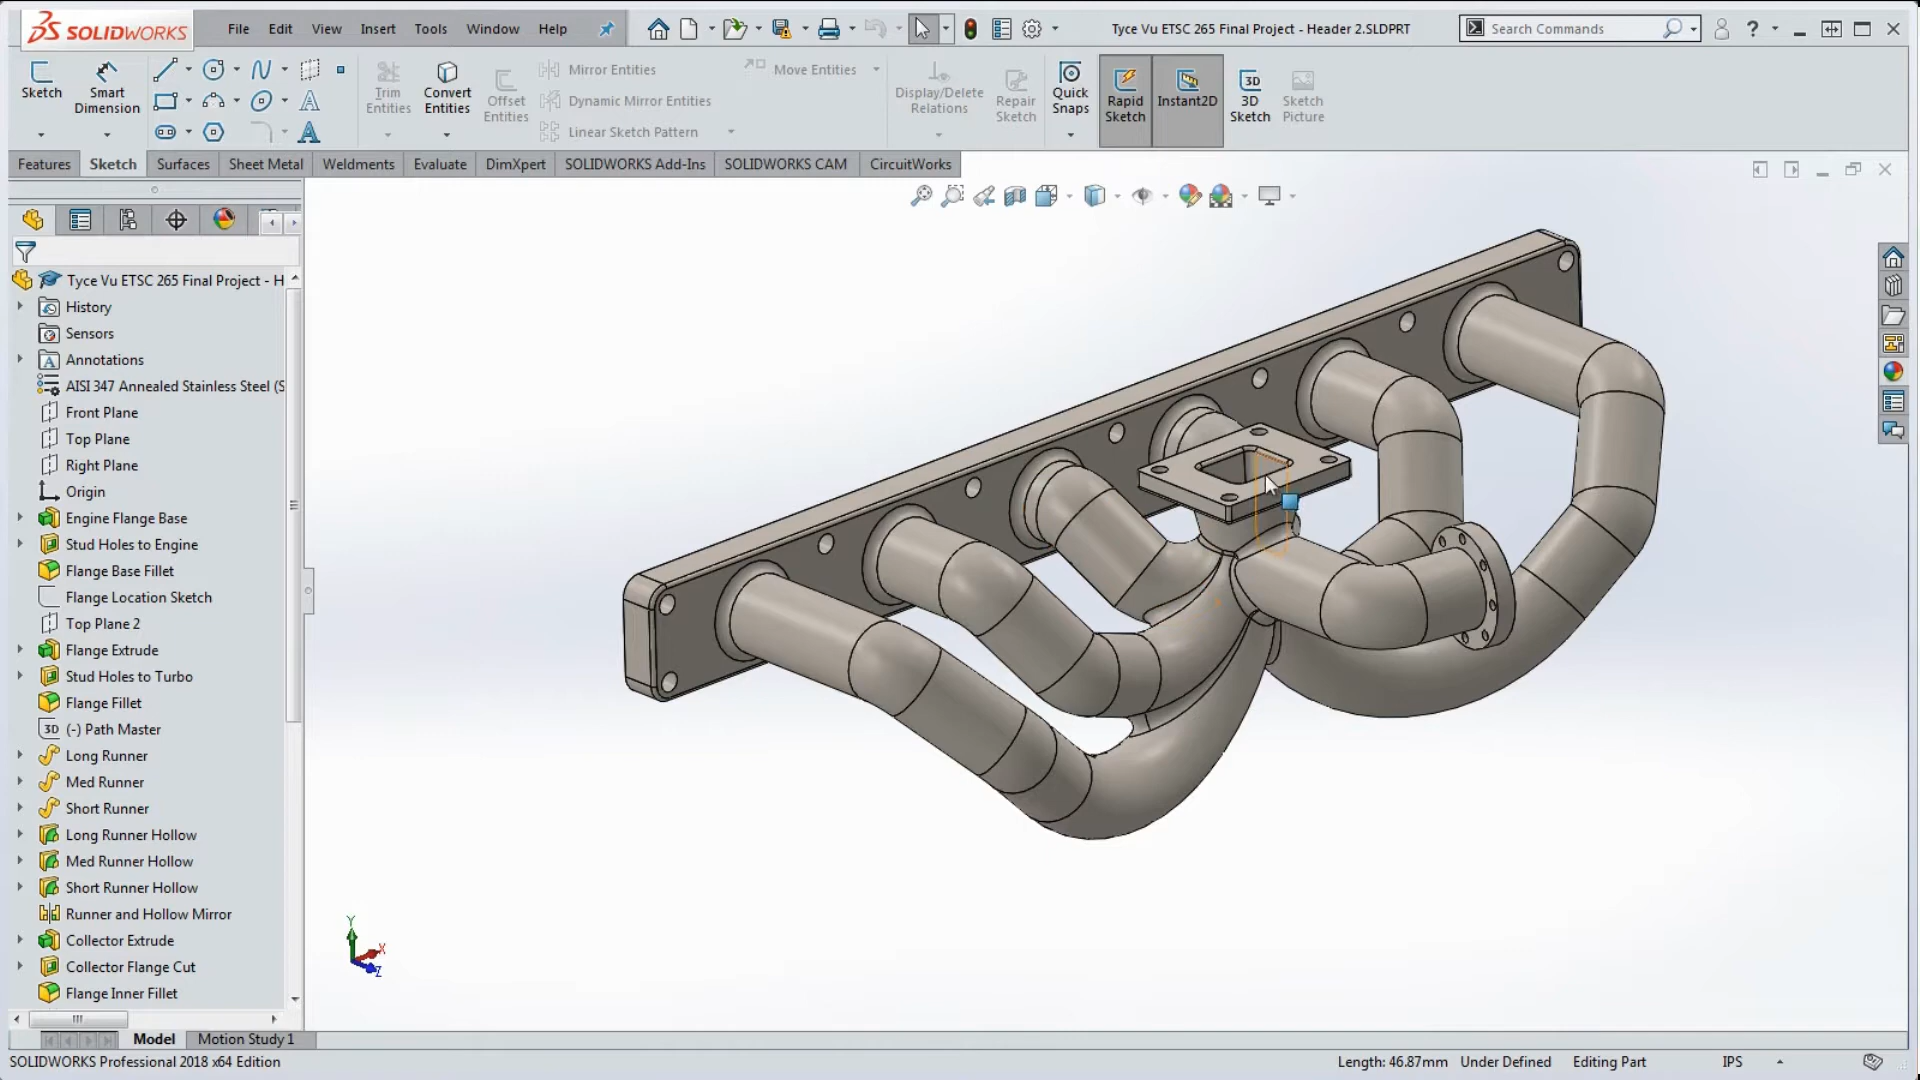 SOLIDWORKS
File Edit View Insert Tools Window Help
Tyce Vu ETSC 265 Final Project - Header 2.SLDPRT
Search Commands
Sketch
Smart Dimension
Trim Entities
Convert Entities
Offset Entities
Mirror Entities
Dynamic Mirror Entities
Linear Sketch Pattern
Move Entities
Display/Delete Relations
Repair Sketch
Quick Snaps
Rapid Sketch
Instant2D
3D Sketch
Sketch Picture
Features Sketch Surfaces Sheet Metal Weldments Evaluate DimXpert SOLIDWORKS Add-Ins SOLIDWORKS CAM CircuitWorks
Tyce Vu ETSC 265 Final Project - H
History
Sensors
Annotations
AISI 347 Annealed Stainless Steel (S
Front Plane
Top Plane
Right Plane
Origin
Engine Flange Base
Stud Holes to Engine
Flange Base Fillet
Flange Location Sketch
Top Plane 2
Flange Extrude
Stud Holes to Turbo
Flange Fillet
3D (-) Path Master
Long Runner
Med Runner
Short Runner
Long Runner Hollow
Med Runner Hollow
Short Runner Hollow
Runner and Hollow Mirror
Collector Extrude
Collector Flange Cut
Flange Inner Fillet
Y
X
Z
Model Motion Study 1
SOLIDWORKS Professional 2018 x64 Edition
Length: 46.87mm Under Defined Editing Part IPS